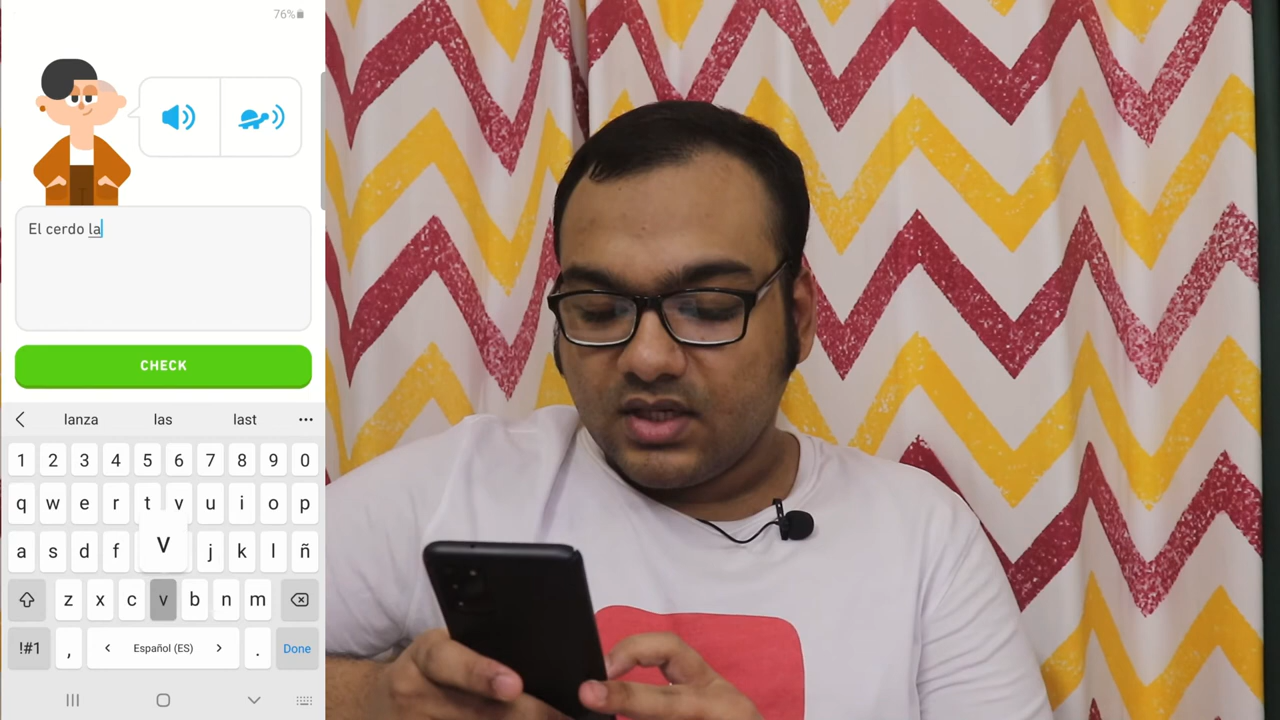 76%
El cerdo la
CHECK
lanza las last
1 2 3 4 5 6 7 8 9 0
q w e r t y u i o p
a s d f v j k l ñ
z x c v b n m
!#1 , < Español (ES) > . Done